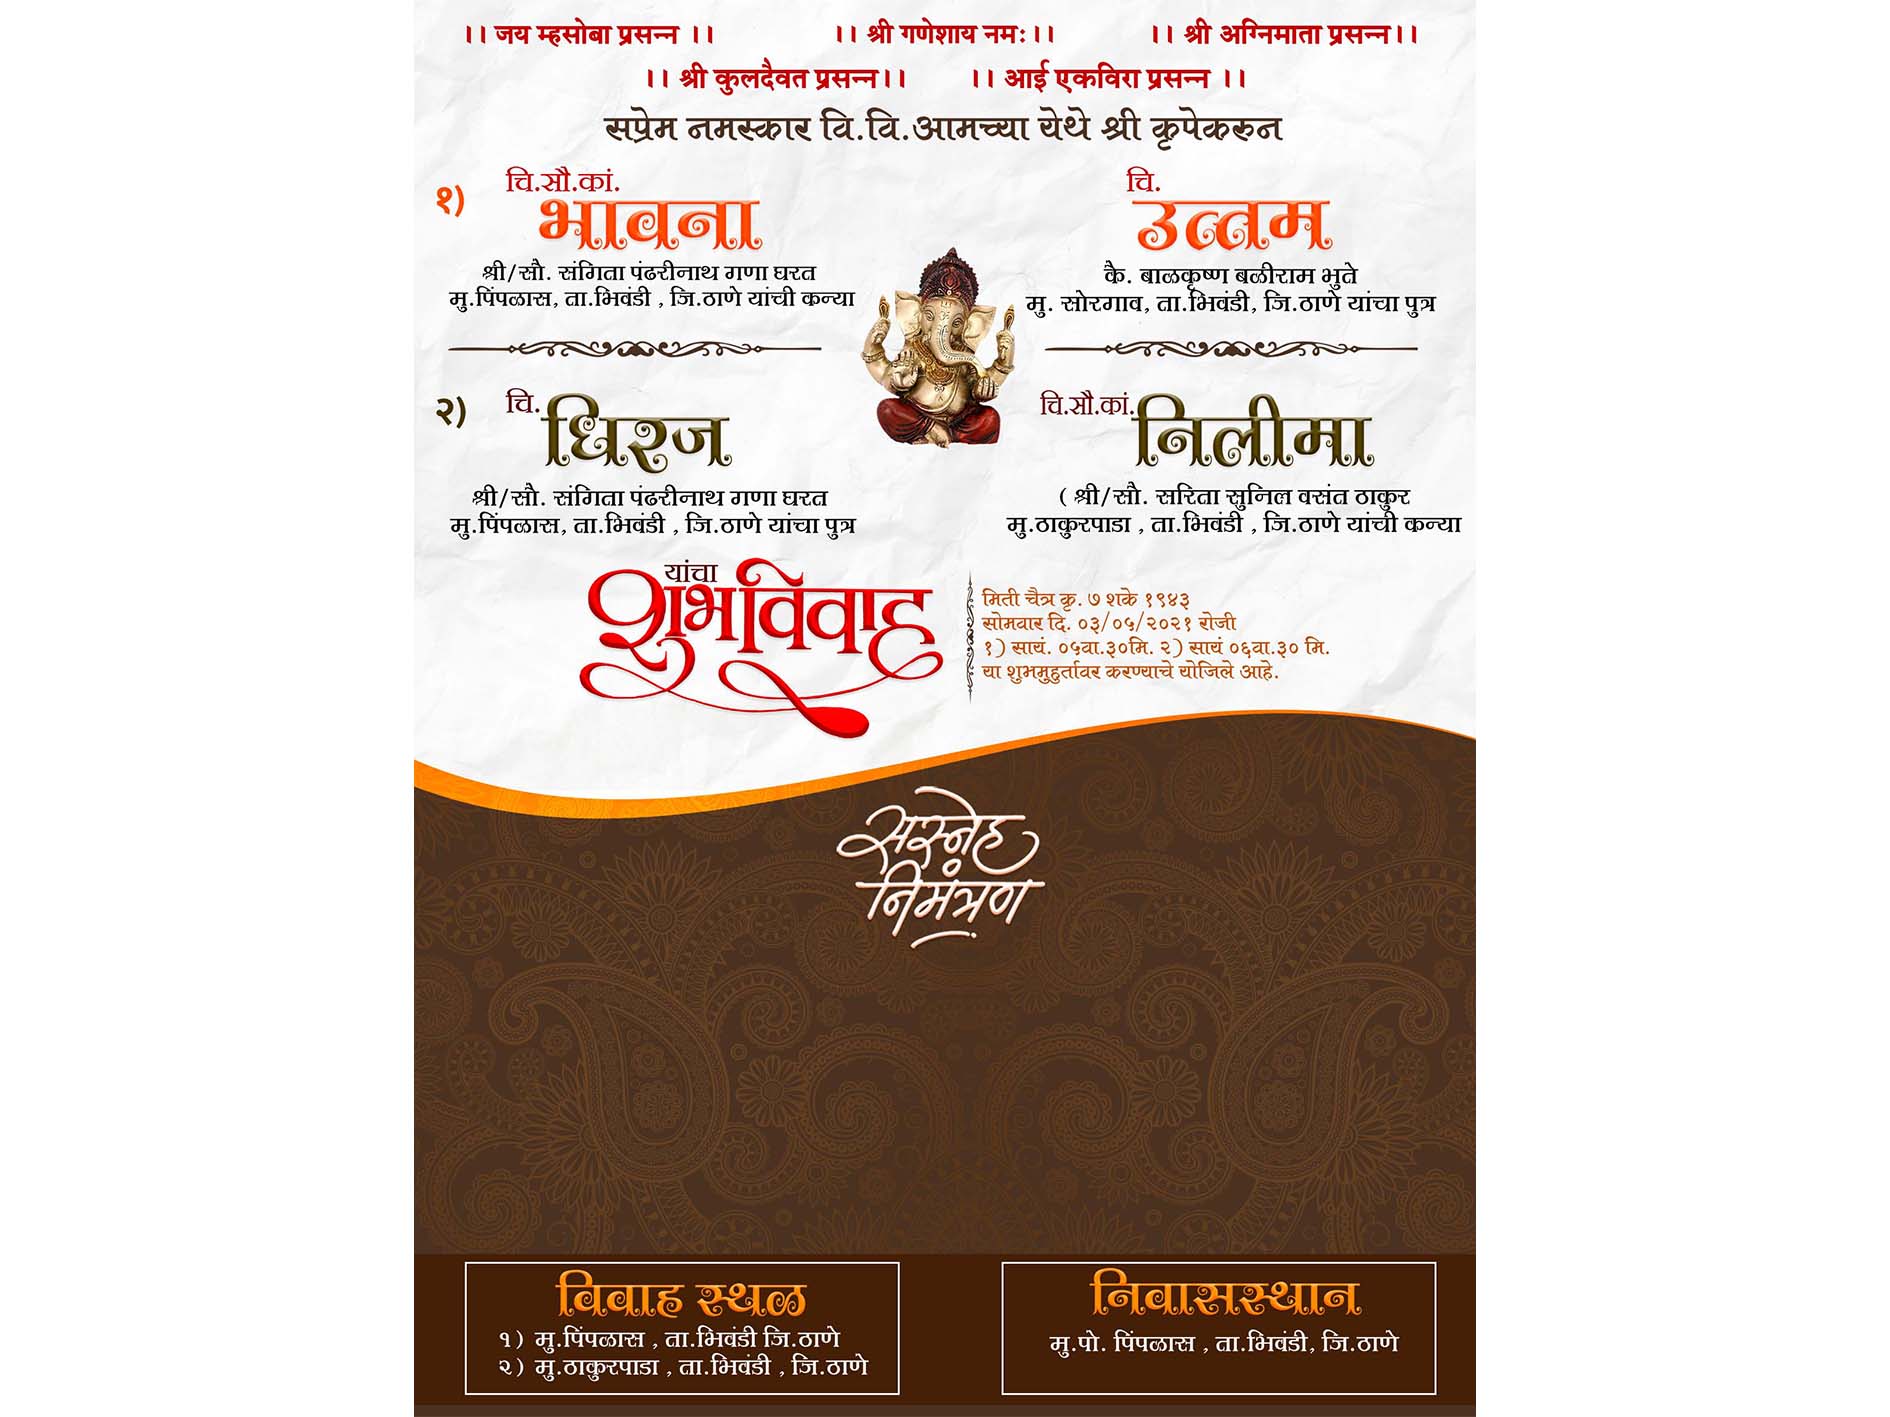 ।। जय म्हसोबा प्रसन्न ।। ।। श्री गणेशाय नमः।। ।। श्री अग्निमाता प्रसन्न।।
।। श्री कुलदैवत प्रसन्न।। ।। आई एकविरा प्रसन्न ।।
सप्रेम नमस्कार वि.वि.आमच्या येथे श्री कृपेकरुन
१) चि.सौ.कां.
भावना
श्री/सौ. संगिता पंढरीनाथ गणा घरत
मु.पिंपळास, ता.भिवंडी , जि.ठाणे यांची कन्या
चि.
उत्तम
कै. बाळकृष्ण बळीराम भुते
मु. सोरगाव, ता.भिवंडी, जि.ठाणे यांचा पुत्र
२) चि. धिरज
श्री/सौ. संगिता पंढरीनाथ गणा घरत
मु.पिंपळास, ता.भिवंडी , जि.ठाणे यांचा पुत्र
चि.सौ.कां. निलीमा
( श्री/सौ. सरिता सुनिल वसंत ठाकुर
मु.ठाकुरपाडा , ता.भिवंडी , जि.ठाणे यांची कन्या
यांचा
शुभविवाह
मिती चैत्र कृ. ७ शके १९४३
सोमवार दि. ०३/०५/२०२१ रोजी
१) सायं. ०५वा.३०मि. २) सायं ०६वा.३० मि.
या शुभमुहुर्तावर करण्याचे योजिले आहे.
सस्नेह
निमंत्रण
विवाह स्थळ
१) मु.पिंपळास , ता.भिवंडी जि.ठाणे
२) मु.ठाकुरपाडा , ता.भिवंडी , जि.ठाणे
निवासस्थान
मु.पो. पिंपळास , ता.भिवंडी, जि.ठाणे